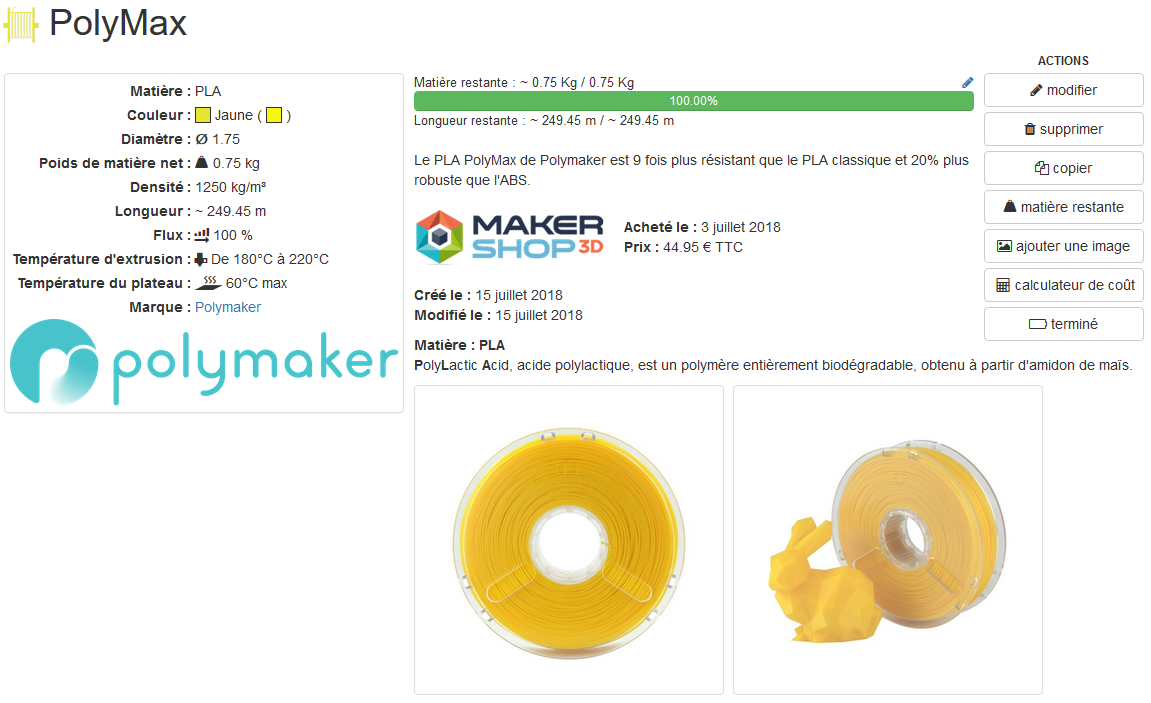 PolyMax
Matière : PLA
Couleur : Jaune ( )
Diamètre : Ø 1.75
Poids de matière net : 0.75 kg
Densité : 1250 kg/m³
Longueur : ~ 249.45 m
Flux : 100 %
Température d'extrusion : De 180°C à 220°C
Température du plateau : 60°C max
Marque : Polymaker
polymaker
Matière restante : ~ 0.75 Kg / 0.75 Kg
100.00%
Longueur restante : ~ 249.45 m / ~ 249.45 m
Le PLA PolyMax de Polymaker est 9 fois plus résistant que le PLA classique et 20% plus
robuste que l'ABS.
MAKER
SHOP 3D
Acheté le : 3 juillet 2018
Prix : 44.95 € TTC
Créé le : 15 juillet 2018
Modifié le : 15 juillet 2018
Matière : PLA
PolyLactic Acid, acide polylactique, est un polymère entièrement biodégradable, obtenu à partir d'amidon de maïs.
ACTIONS
modifier
supprimer
copier
matière restante
ajouter une image
calculateur de coût
terminé